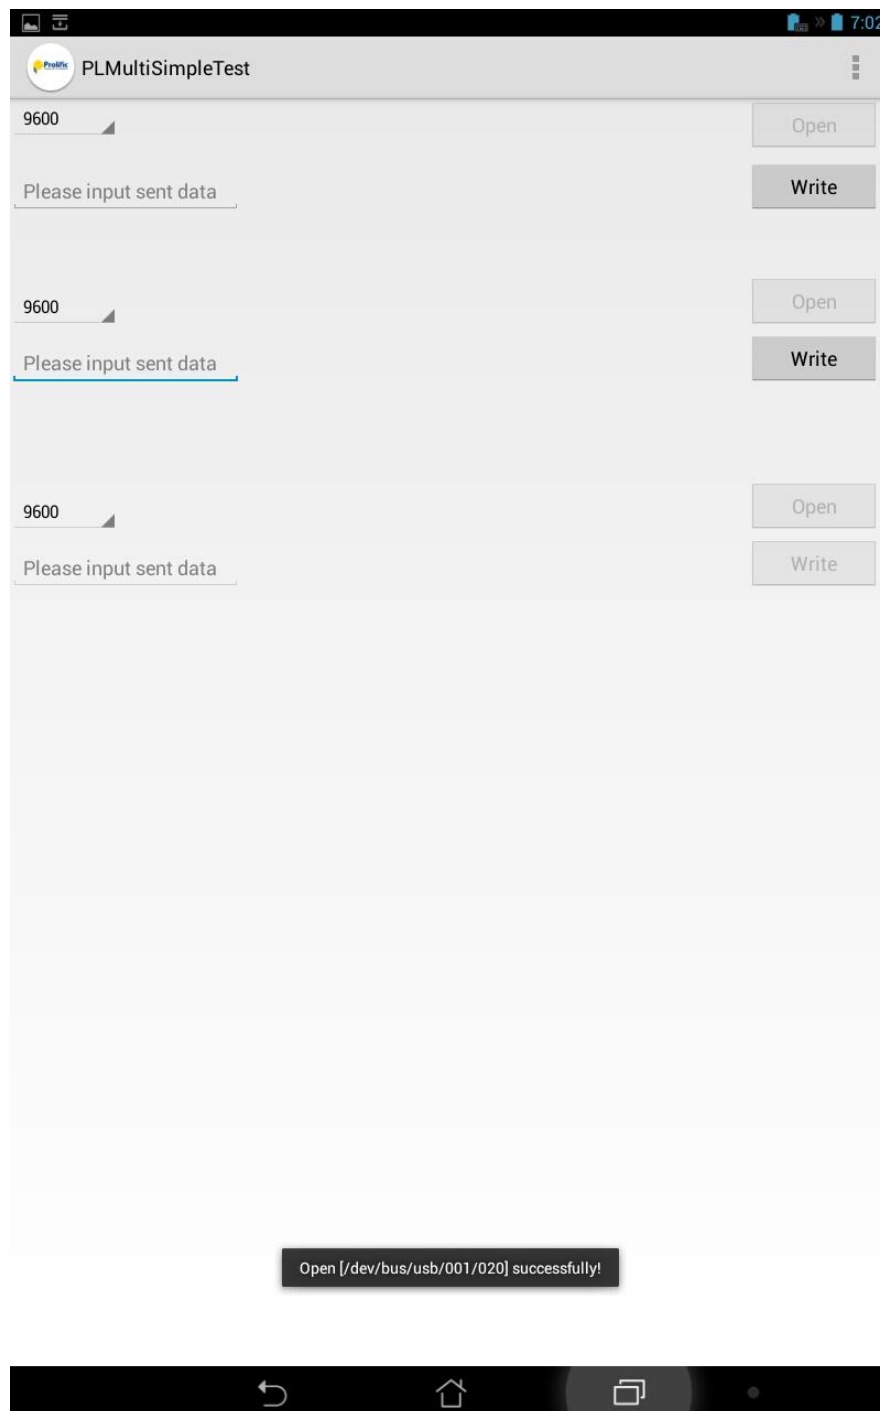 7:02
Prolific
PLMultiSimpleTest
9600
Open
Please input sent data
Write
9600
Open
Please input sent data
Write
9600
Open
Please input sent data
Write
Open [/dev/bus/usb/001/020] successfully!